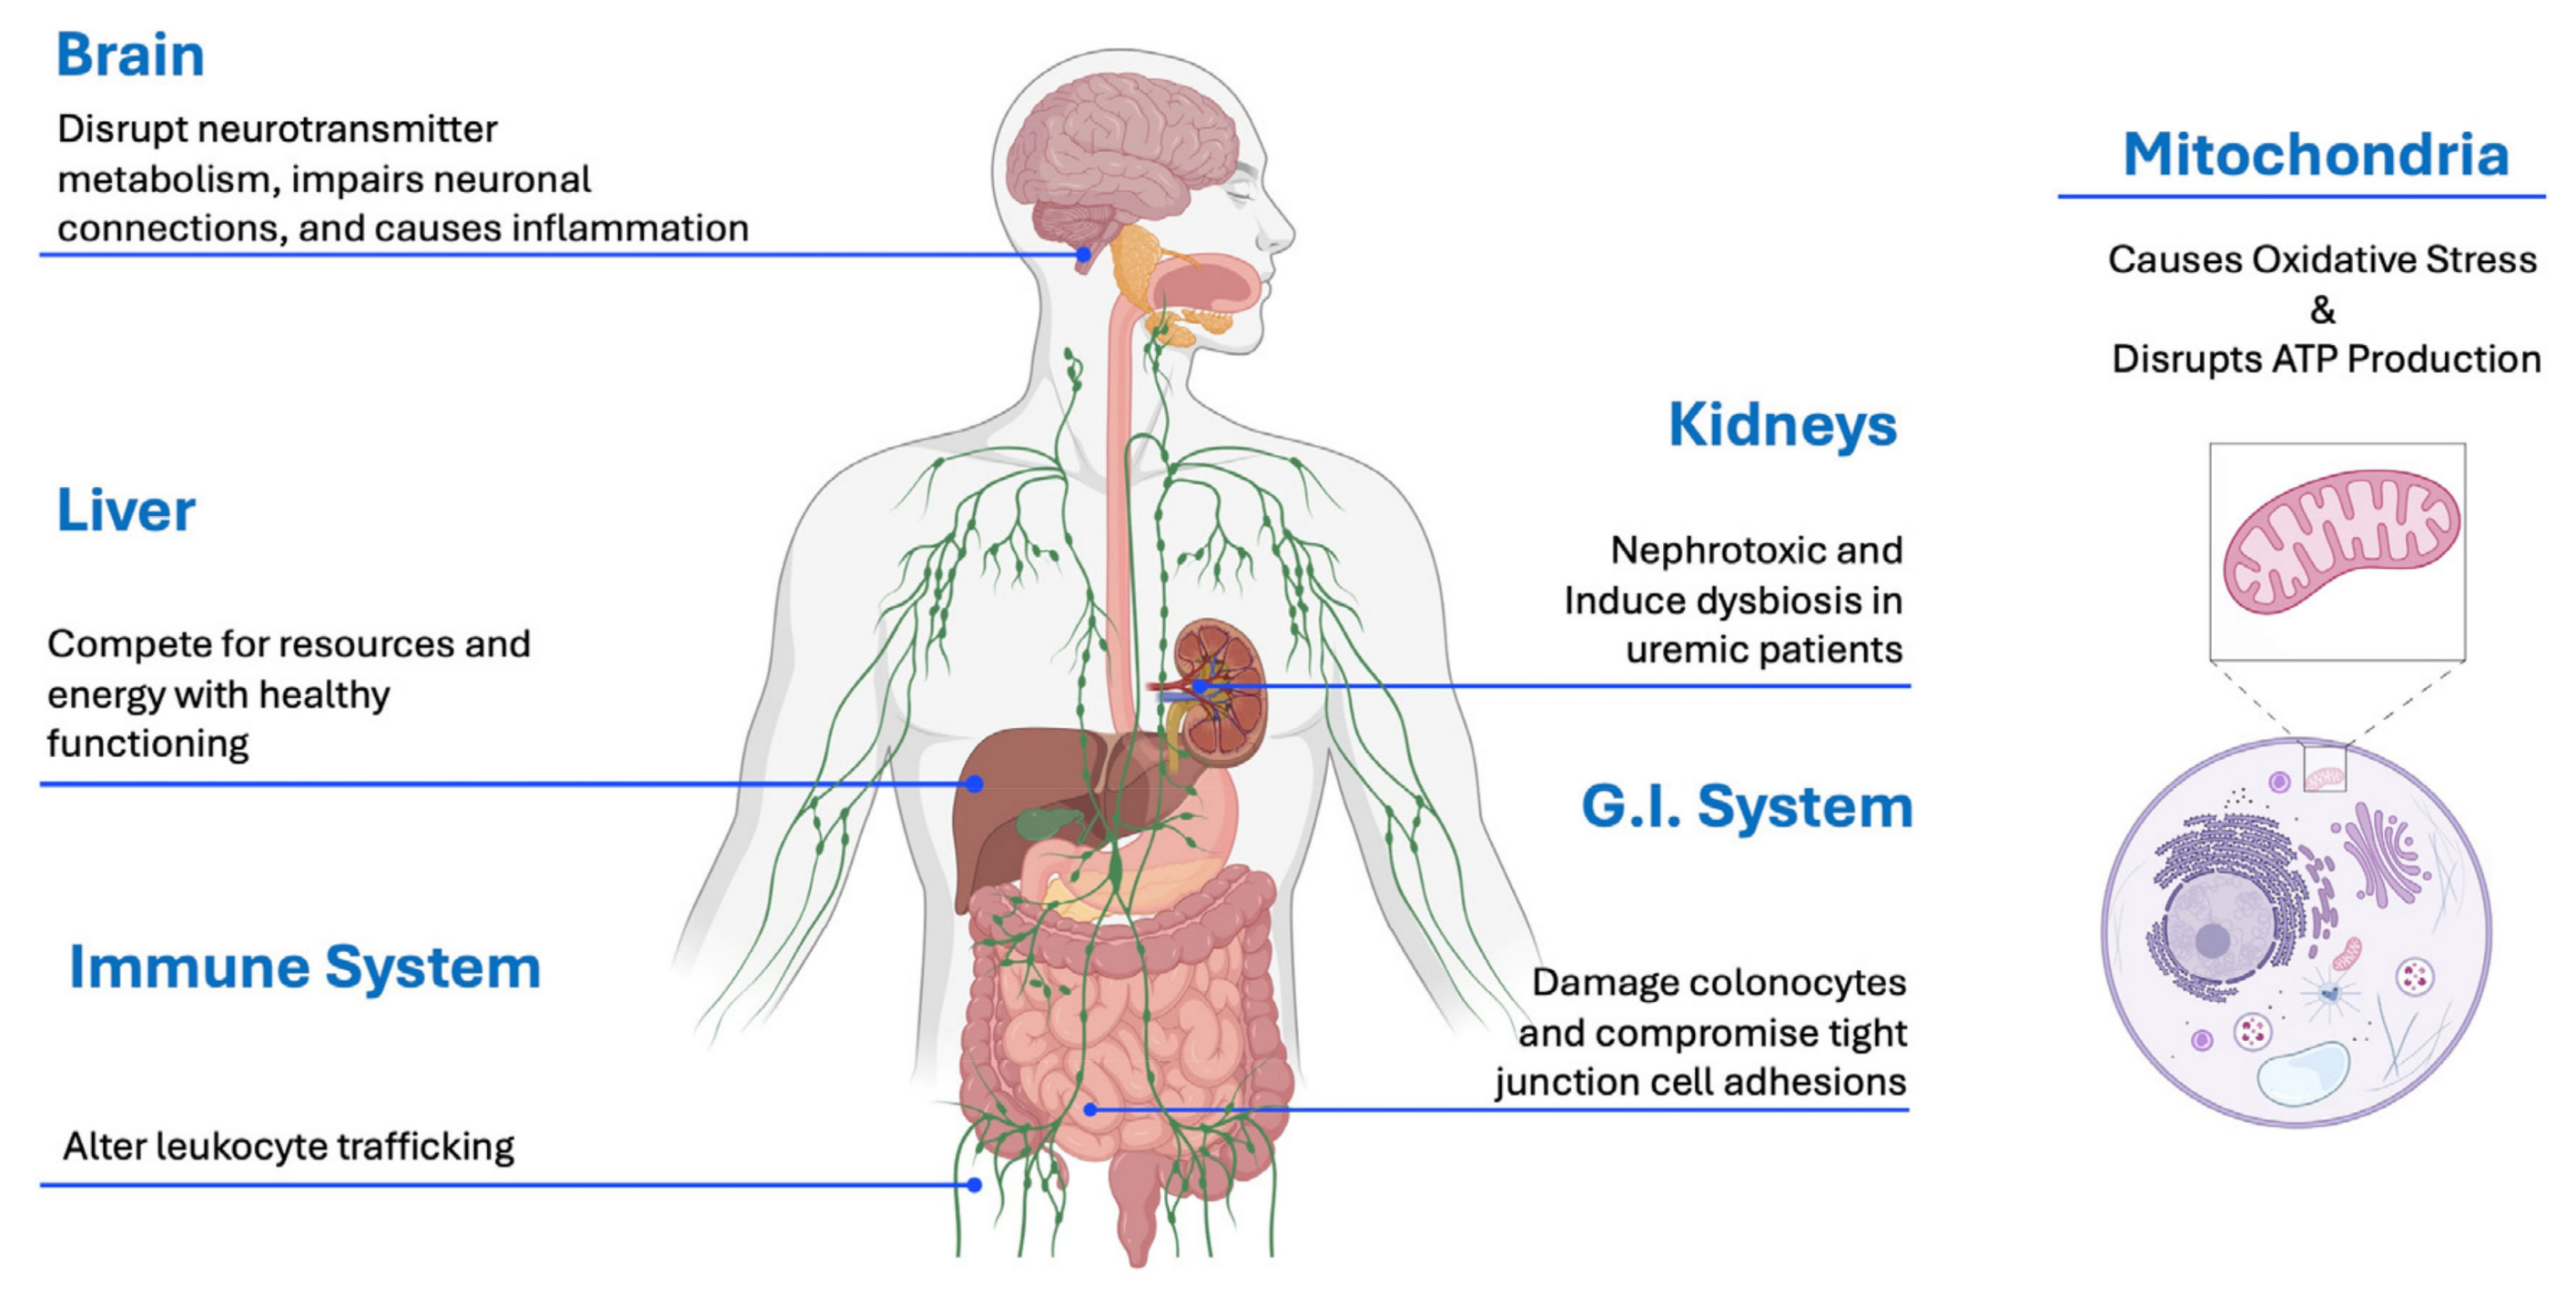 Brain
Disrupt neurotransmitter
metabolism, impairs neuronal
connections, and causes inflammation
Liver
Compete for resources and
energy with healthy
functioning
Immune System
Alter leukocyte trafficking
Kidneys
Nephrotoxic and
Induce dysbiosis in
uremic patients
G.I. System
Damage colonocytes
and compromise tight
junction cell adhesions
Mitochondria
Causes Oxidative Stress
&
Disrupts ATP Production